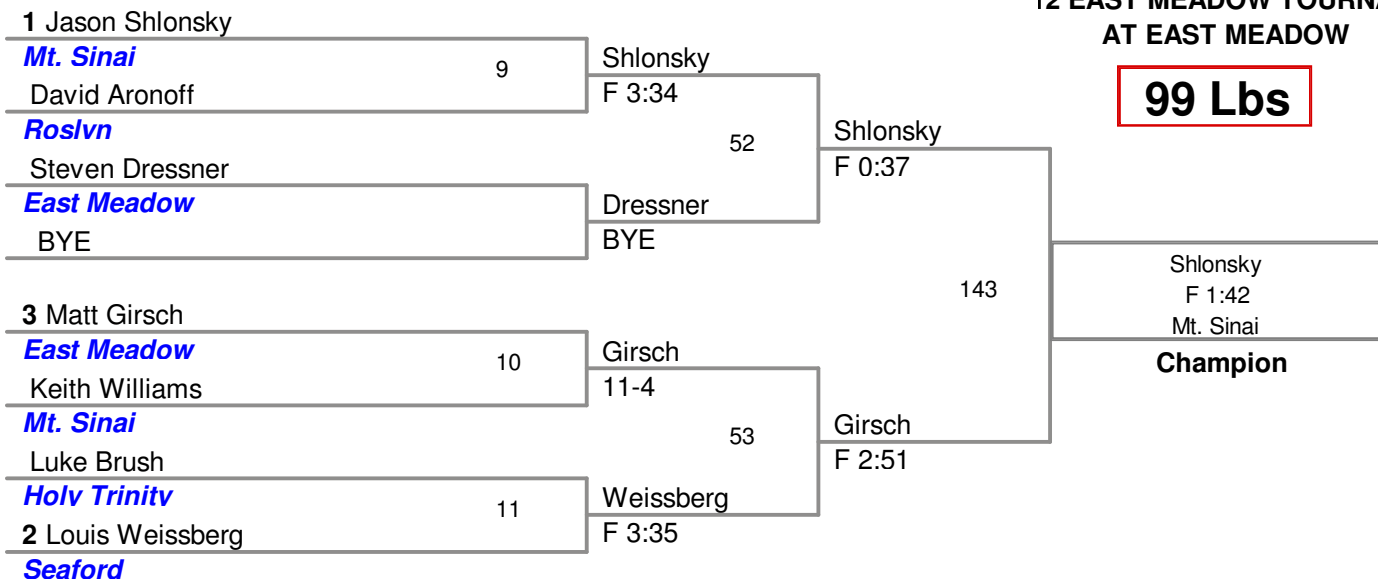 12 EAST MEADOW TOURNA
AT EAST MEADOW
99 Lbs
1 Jason Shlonsky
Mt. Sinai
9
David Aronoff
Roslyn
Steven Dressner
East Meadow
BYE
3 Matt Girsch
East Meadow
10
Keith Williams
Mt. Sinai
Luke Brush
Holy Trinity
11
2 Louis Weissberg
Seaford
Shlonsky
F 3:34
52
Dressner
BYE
Girsch
11-4
53
Weissberg
F 3:35
Shlonsky
F 0:37
143
Girsch
F 2:51
Shlonsky
F 1:42
Mt. Sinai
Champion